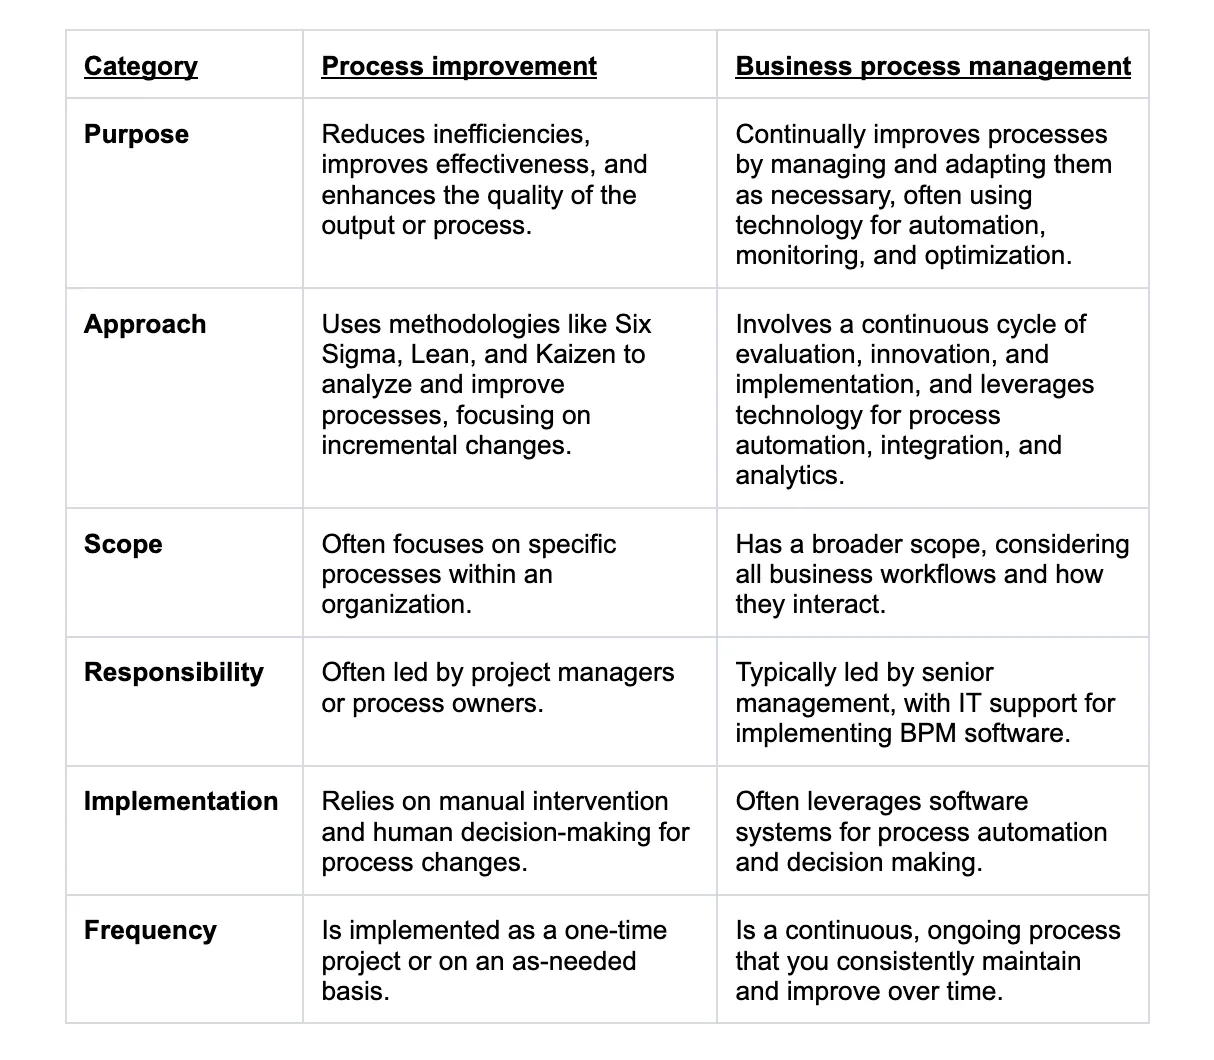 Category
Process improvement
Business process management
Purpose
Reduces inefficiencies,
improves effectiveness, and
enhances the quality of the
output or process.
Continually improves processes
by managing and adapting them
as necessary, often using
technology for automation,
monitoring, and optimization.
Approach
Uses methodologies like Six
Sigma, Lean, and Kaizen to
analyze and improve
processes, focusing on
incremental changes.
Involves a continuous cycle of
evaluation, innovation, and
implementation, and leverages
technology for process
automation, integration, and
analytics.
Scope
Often focuses on specific
processes within an
organization.
Has a broader scope, considering
all business workflows and how
they interact.
Responsibility
Often led by project managers
or process owners.
Typically led by senior
management, with IT support for
implementing BPM software.
Implementation
Relies on manual intervention
and human decision-making for
process changes.
Often leverages software
systems for process automation
and decision making.
Frequency
Is implemented as a one-time
project or on an as-needed
basis.
Is a continuous, ongoing process
that you consistently maintain
and improve over time.